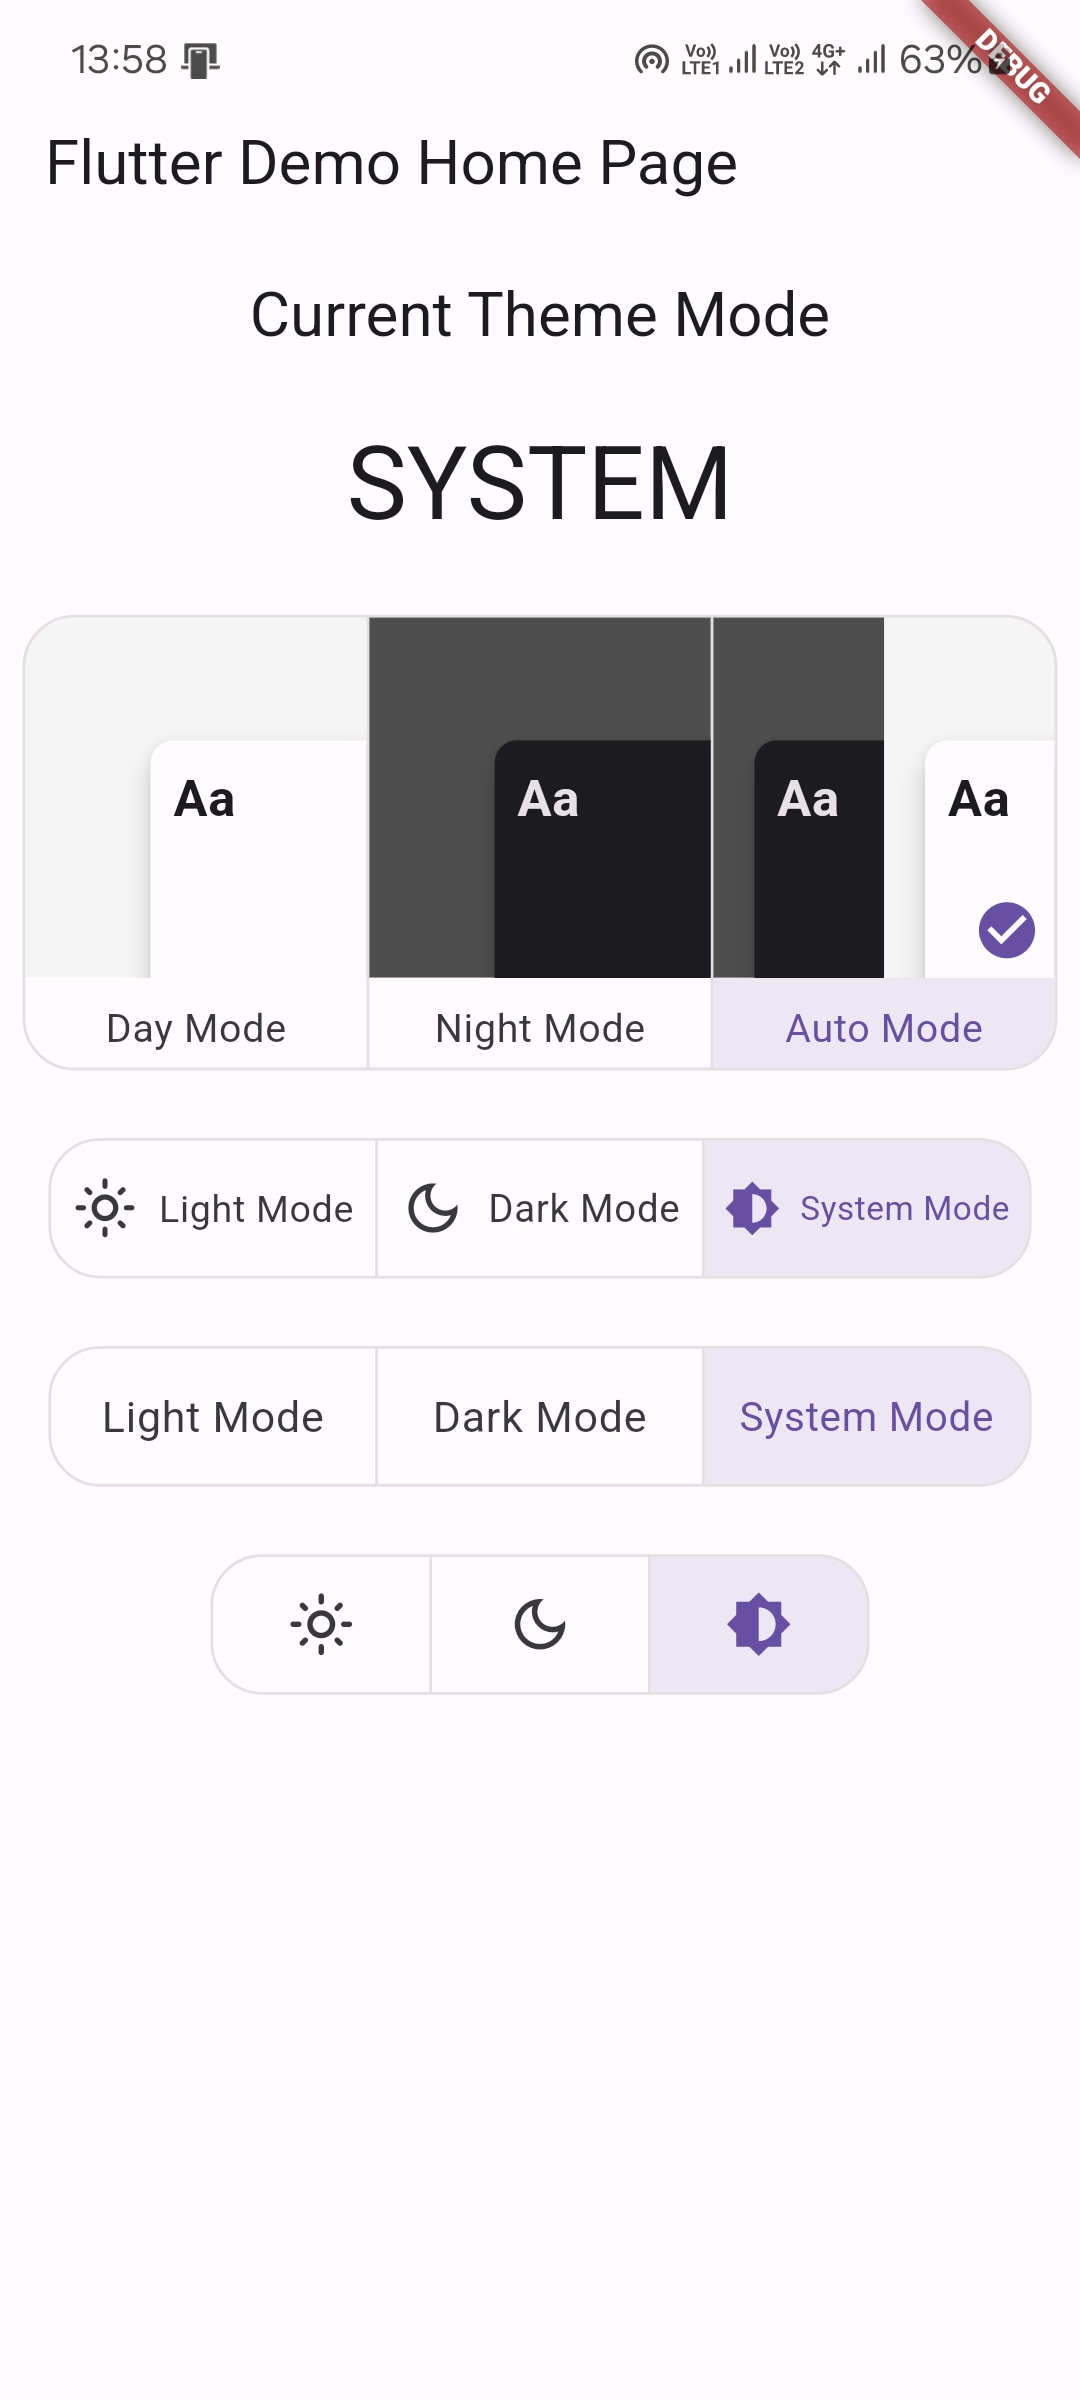 13:58 Vo)) LTE1 Vo)) LTE2 4G+ 63%
DEBUG
Flutter Demo Home Page
Current Theme Mode
SYSTEM
Aa Aa Aa Aa
Day Mode Night Mode Auto Mode
Light Mode Dark Mode System Mode
Light Mode Dark Mode System Mode